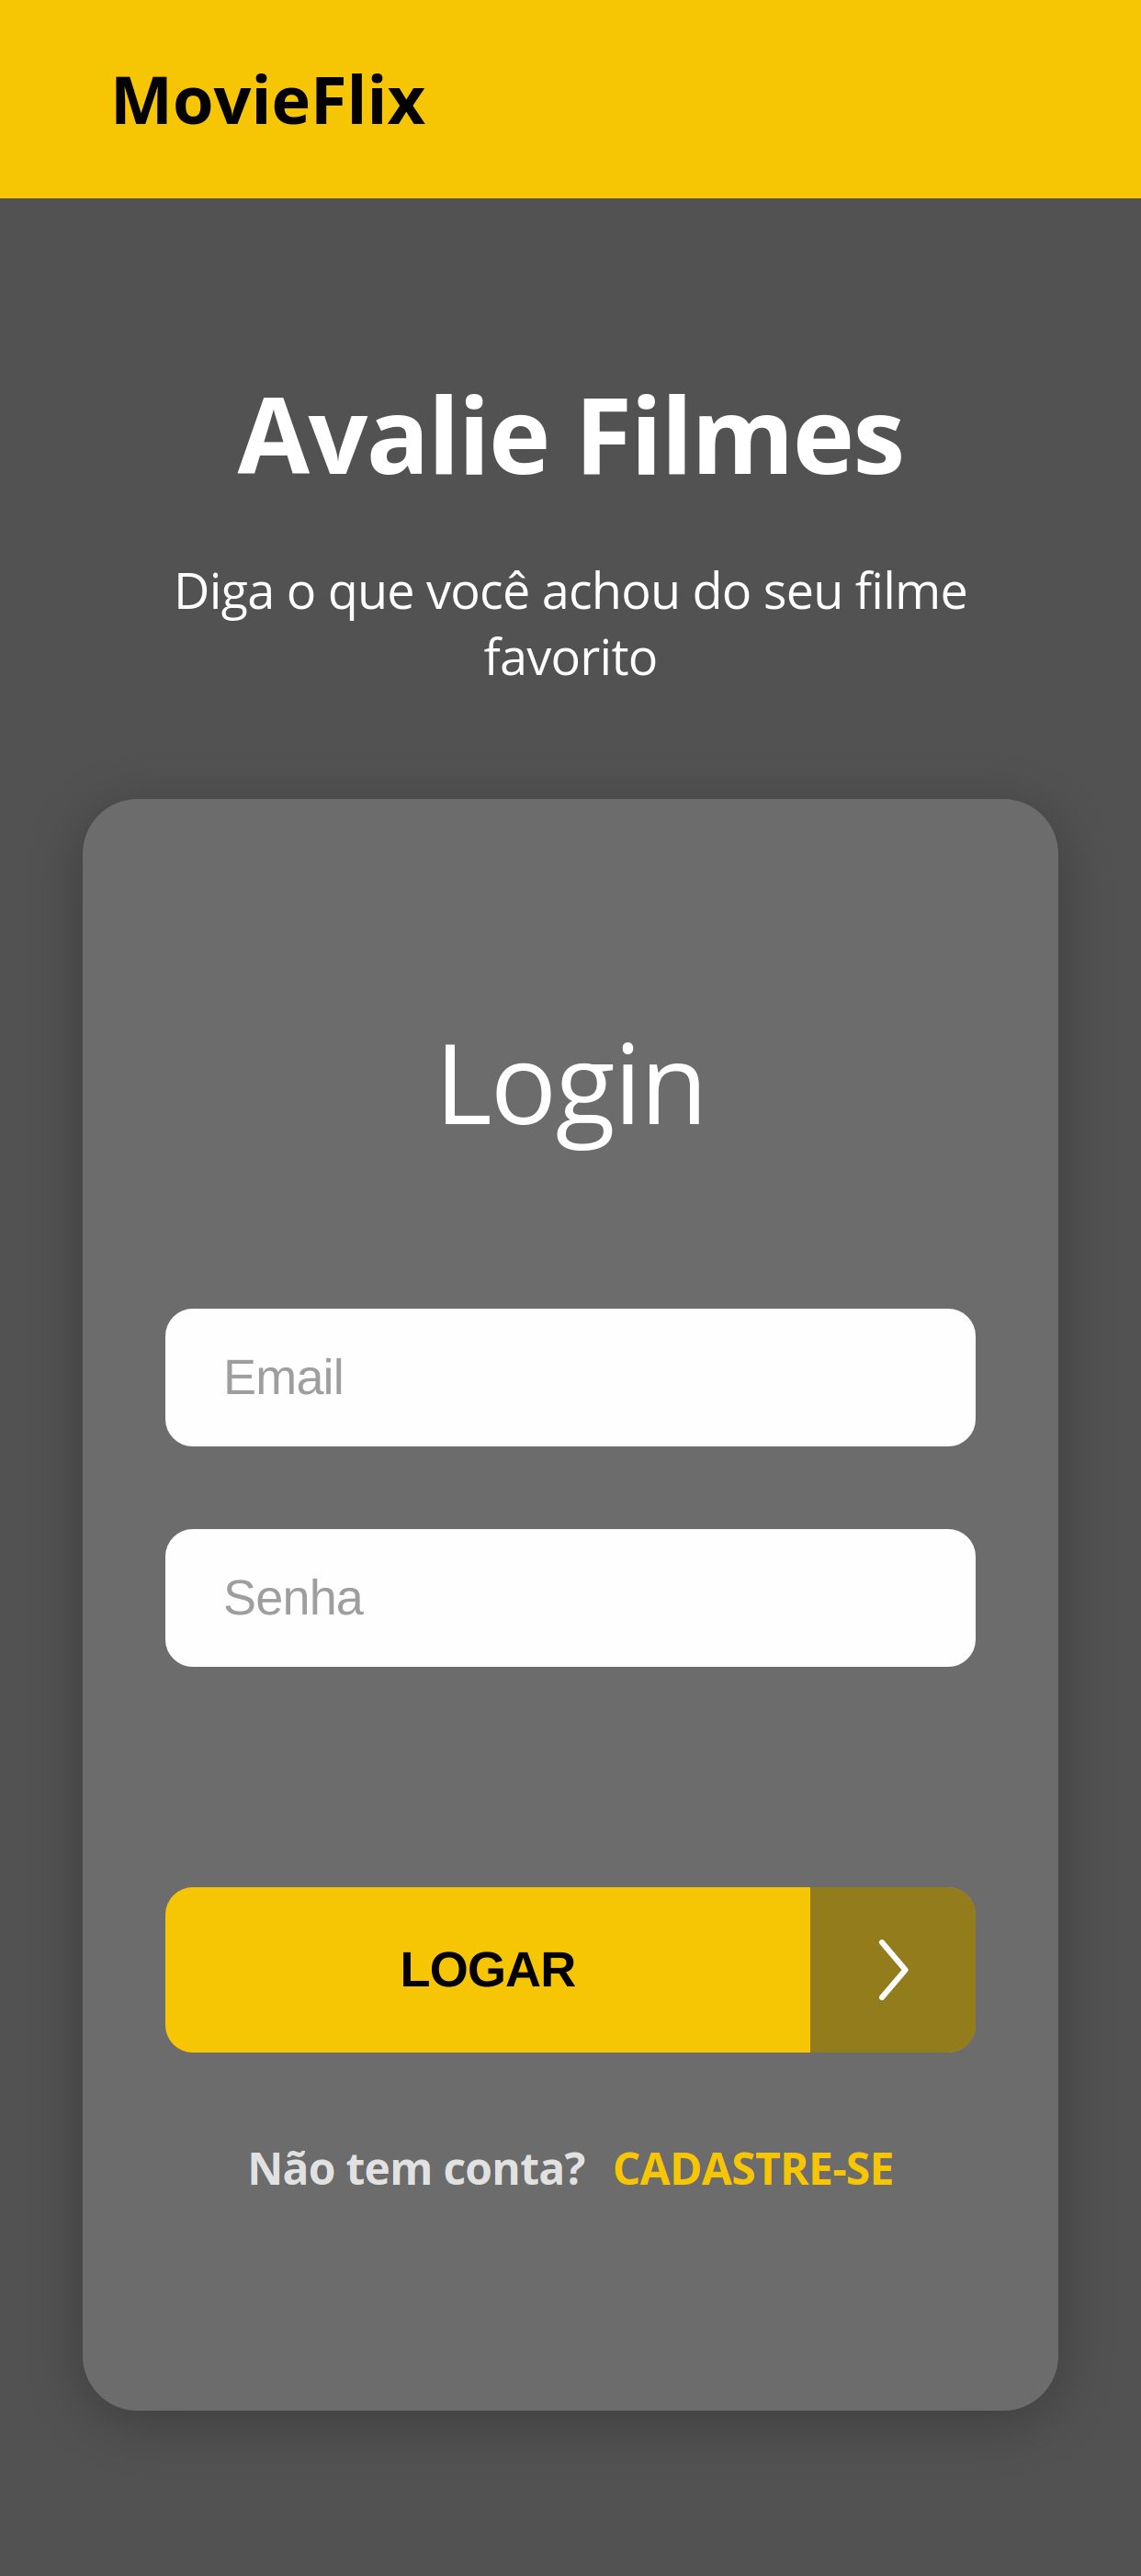 MovieFlix
Avalie Filmes
Diga o que você achou do seu filme
favorito
Login
Email
Senha
LOGAR
Não tem conta? CADASTRE-SE